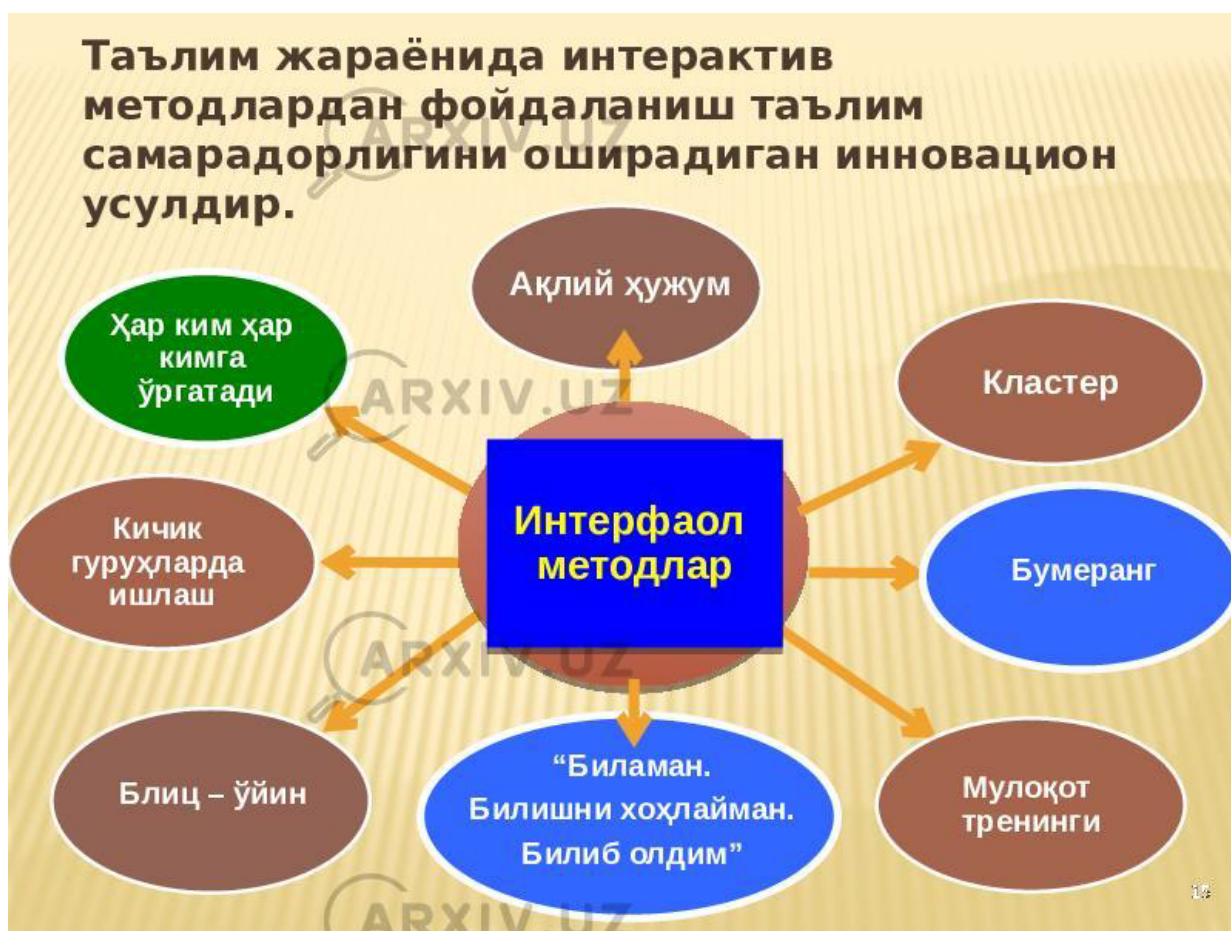 Таълим жараёнида интерактив
методлардан фойдаланиш таълим
самарадорлигини оширадиган инновацион
усулдир.
Ақлий ҳужум
Ҳар ким ҳар
кимга
ўргатади
Кластер
Интерфаол
методлар
Кичик
гуруҳларда
ишлаш
Бумеранг
Блиц – ўйин
“Биламан.
Билишни хоҳлайман.
Билиб олдим”
Мулоқот
тренинги
ARXIV.UZ
ARXIV.UZ
ARXIV.UZ
ARXIV.UZ